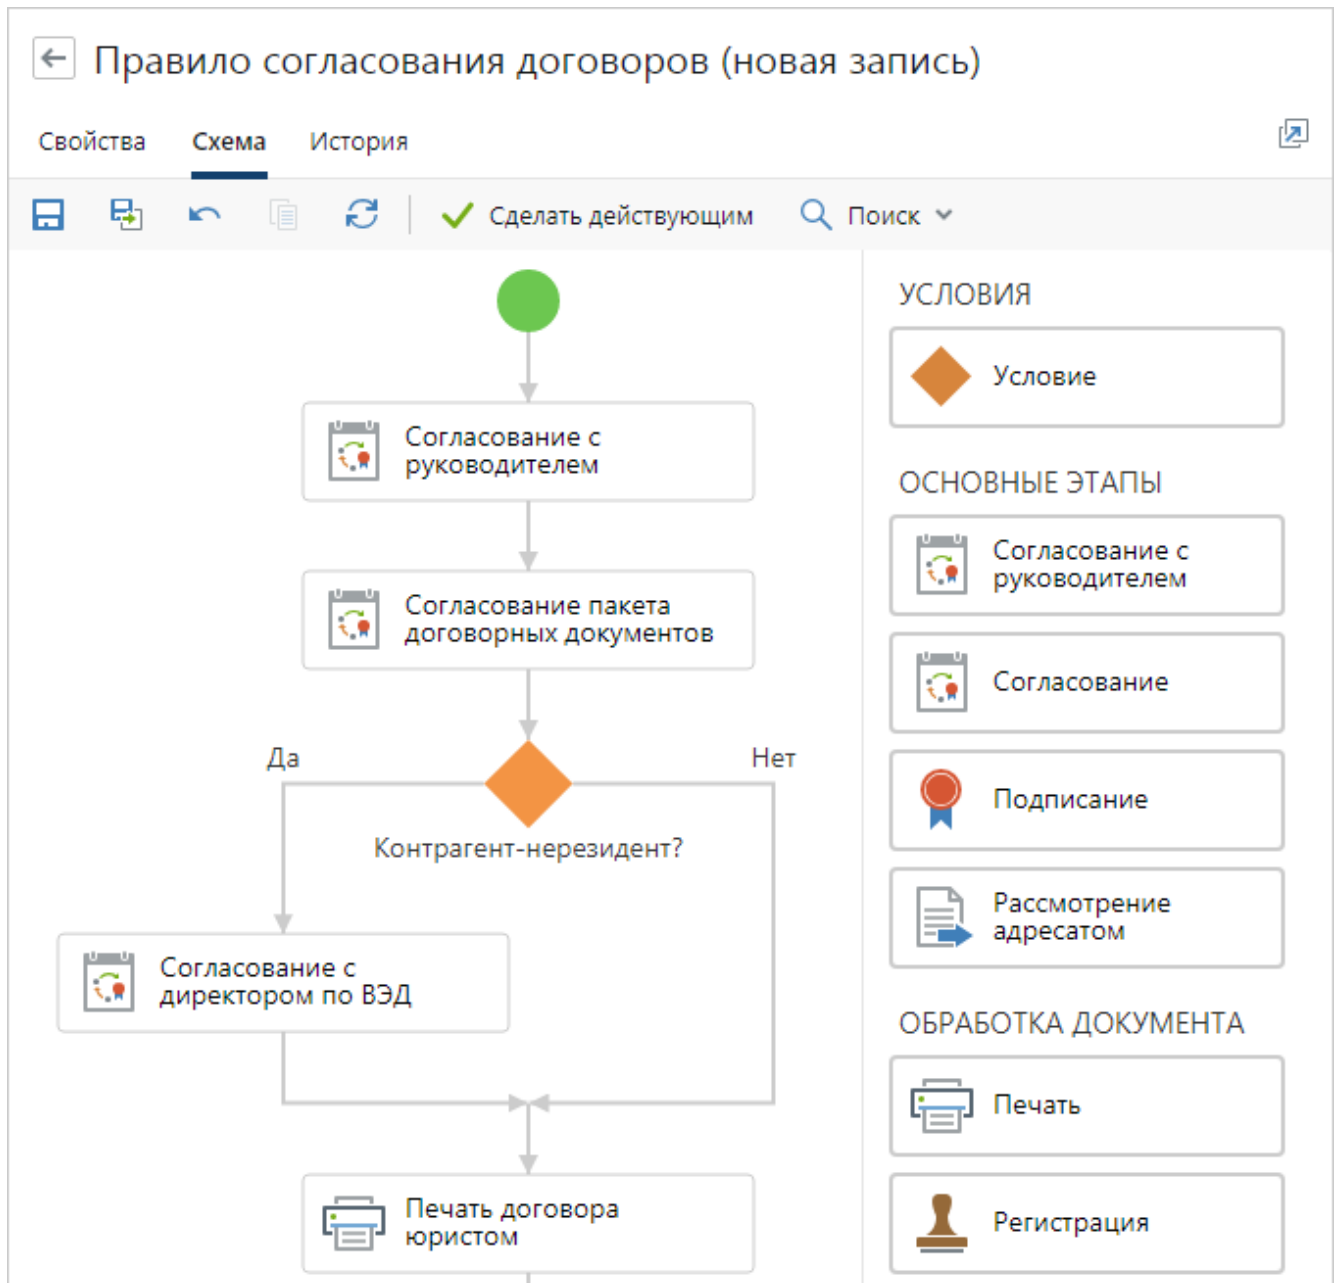 Правило согласования договоров (новая запись)
Свойства Схема История
Сделать действующим Поиск
Согласование с
руководителем
Согласование пакета
договорных документов
Да
Нет
Контрагент-нерезидент?
Согласование с
директором по ВЭД
Печать договора
юристом
УСЛОВИЯ
Условие
ОСНОВНЫЕ ЭТАПЫ
Согласование с
руководителем
Согласование
Подписание
Рассмотрение
адресатом
ОБРАБОТКА ДОКУМЕНТА
Печать
Регистрация